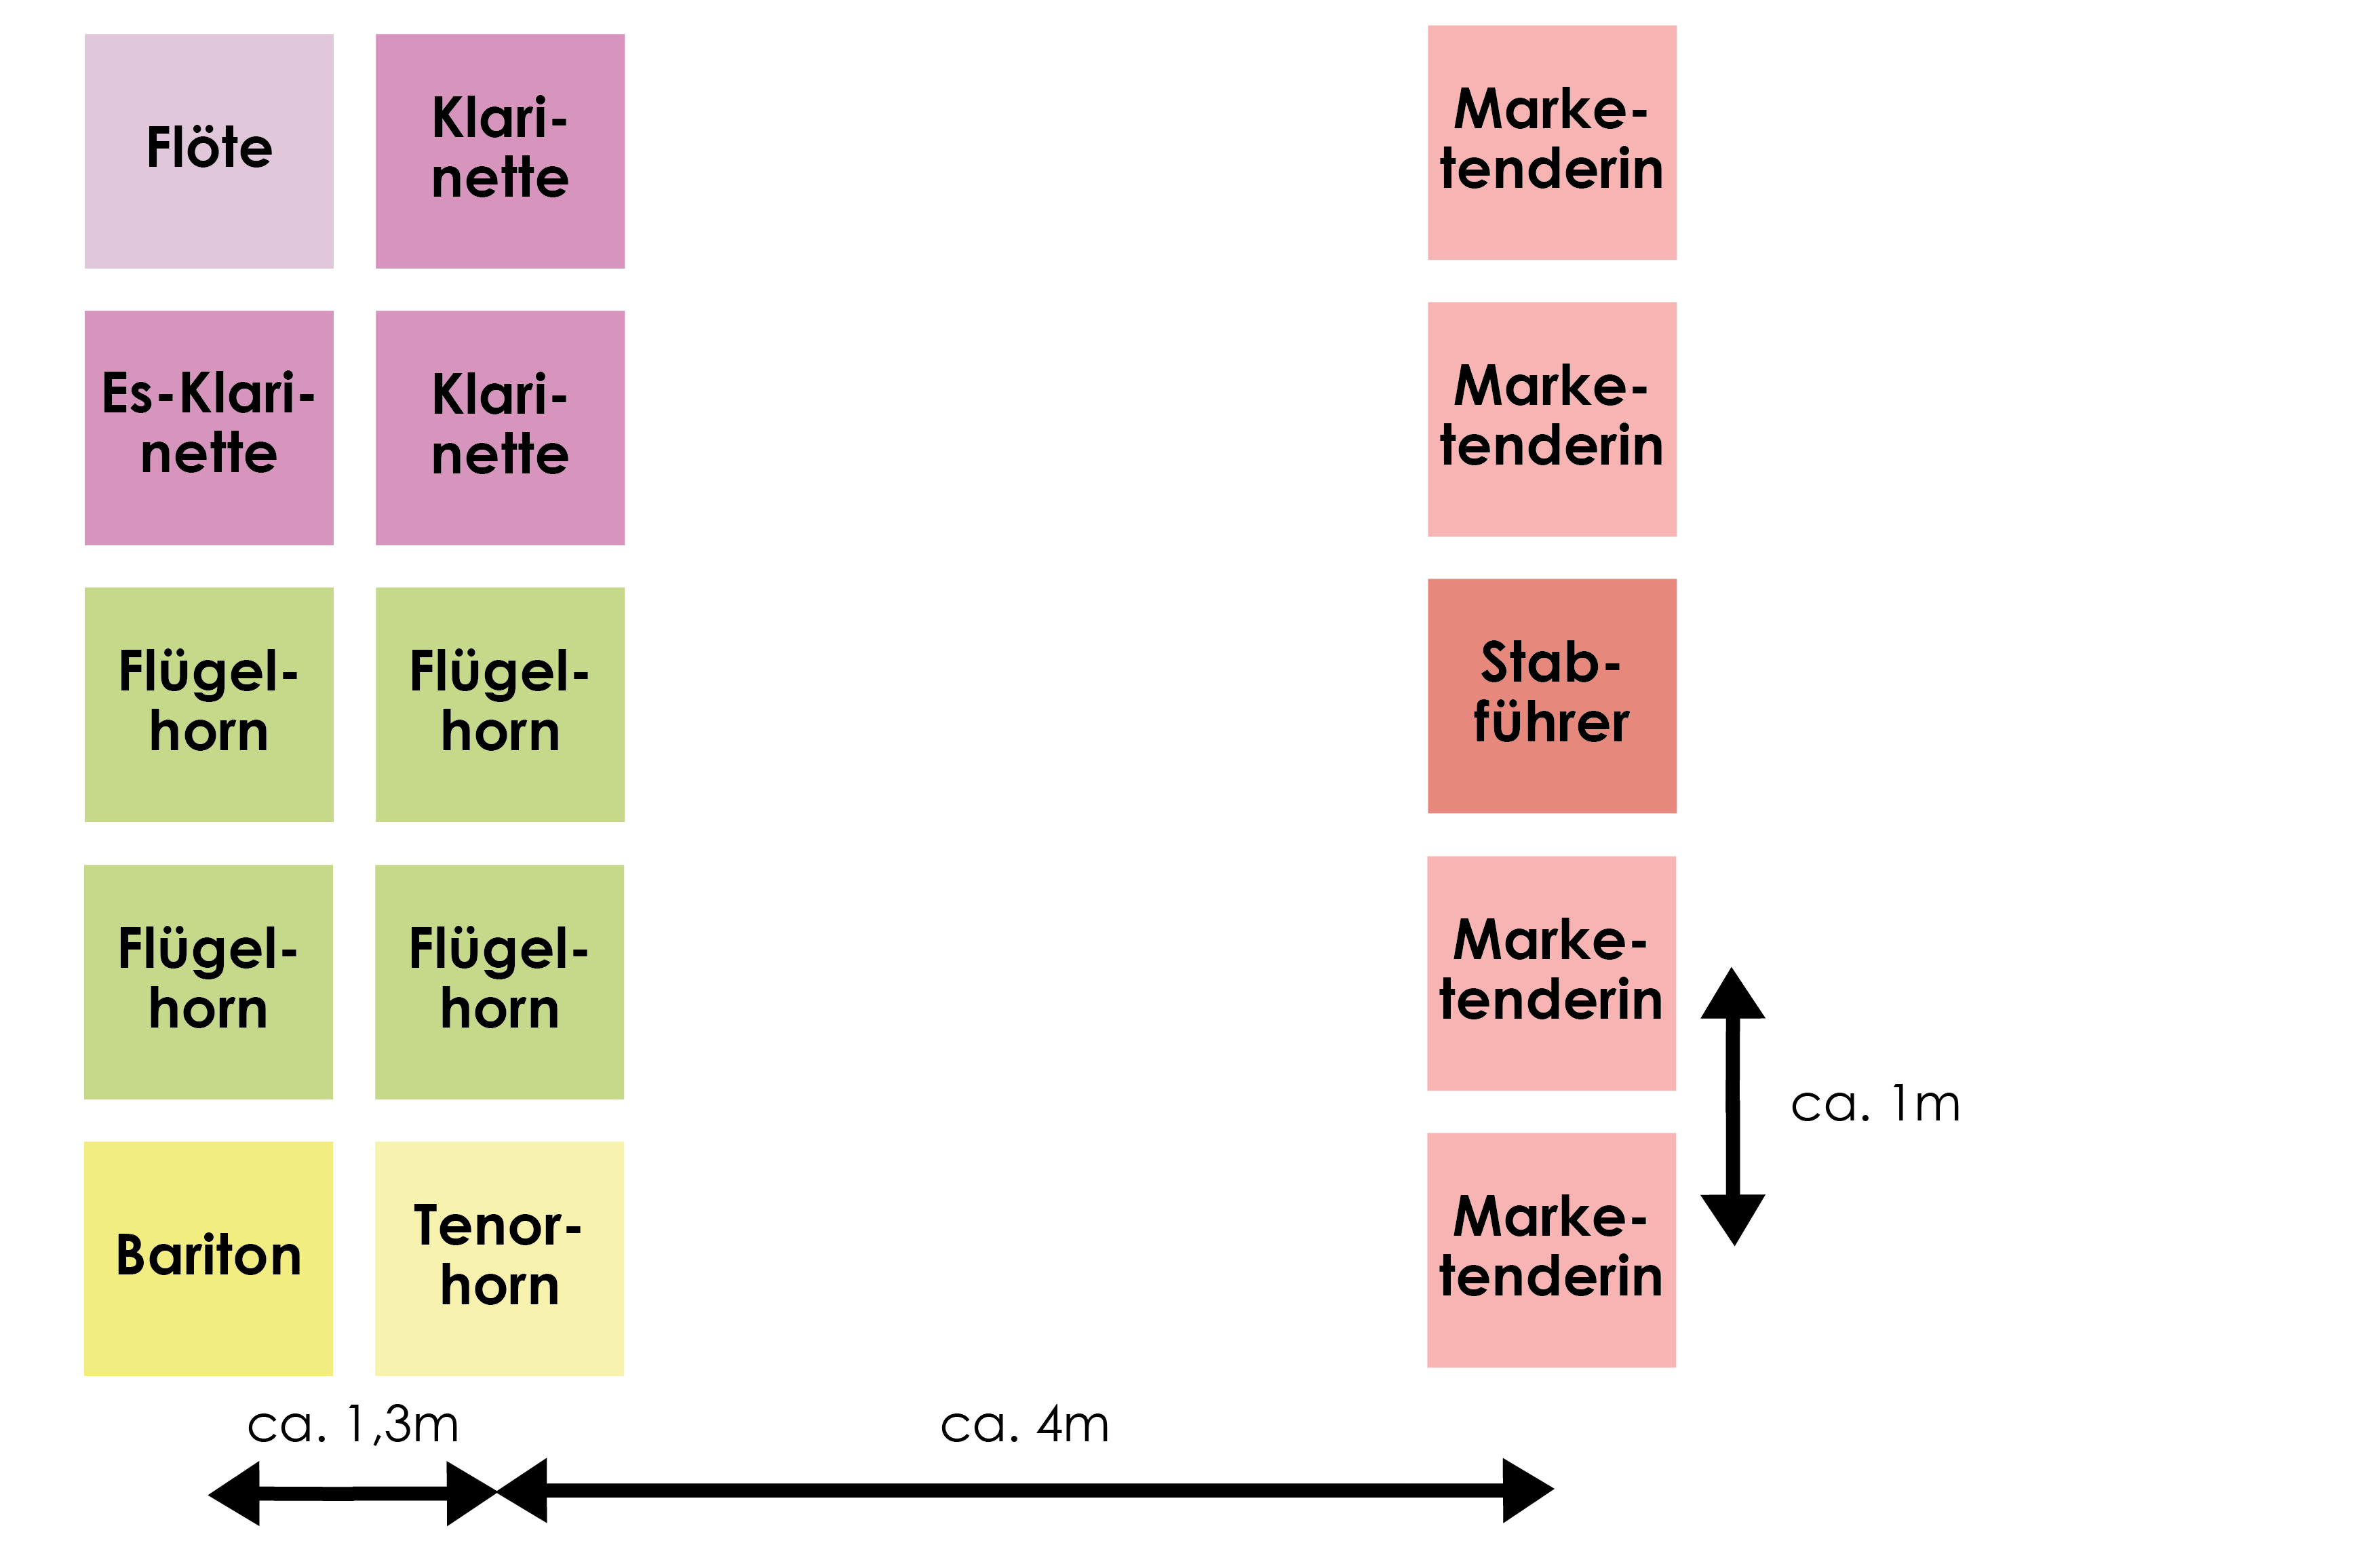 Flöte
Klari-
nette
Marke-
tenderin
Es-Klari-
nette
Klari-
nette
Marke-
tenderin
Flügel-
horn
Flügel-
horn
Stab-
führer
Flügel-
horn
Flügel-
horn
Marke-
tenderin
ca. 1m
Bariton
Tenor-
horn
Marke-
tenderin
ca. 1,3m
ca. 4m